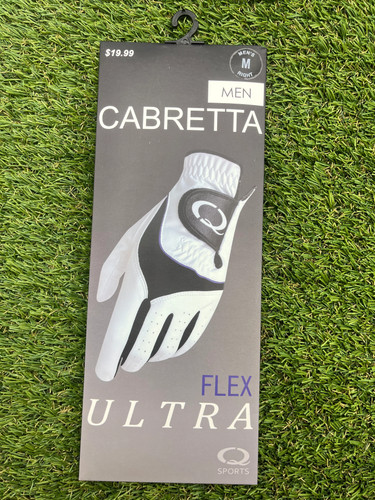 $19.99
MEN'S
M
RIGHT
MEN
CABRETTA
Q
FLEX
ULTRA
Q
SPORTS